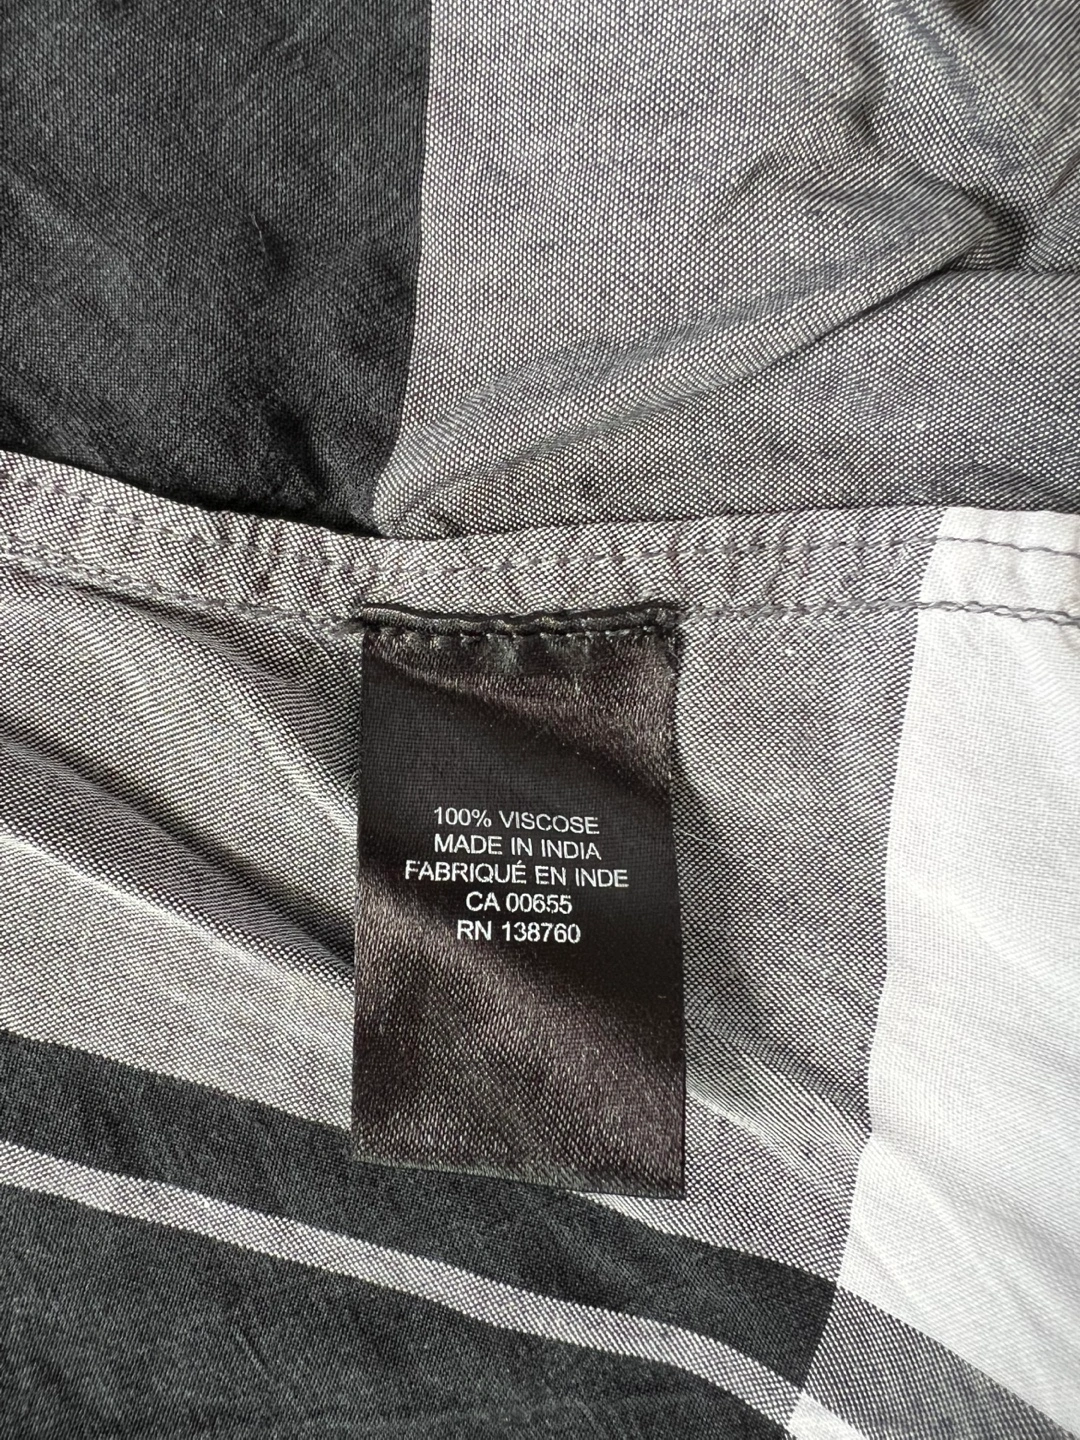 100% VISCOSE
MADE IN INDIA
FABRIQUÉ EN INDE
CA 00655
RN 138760